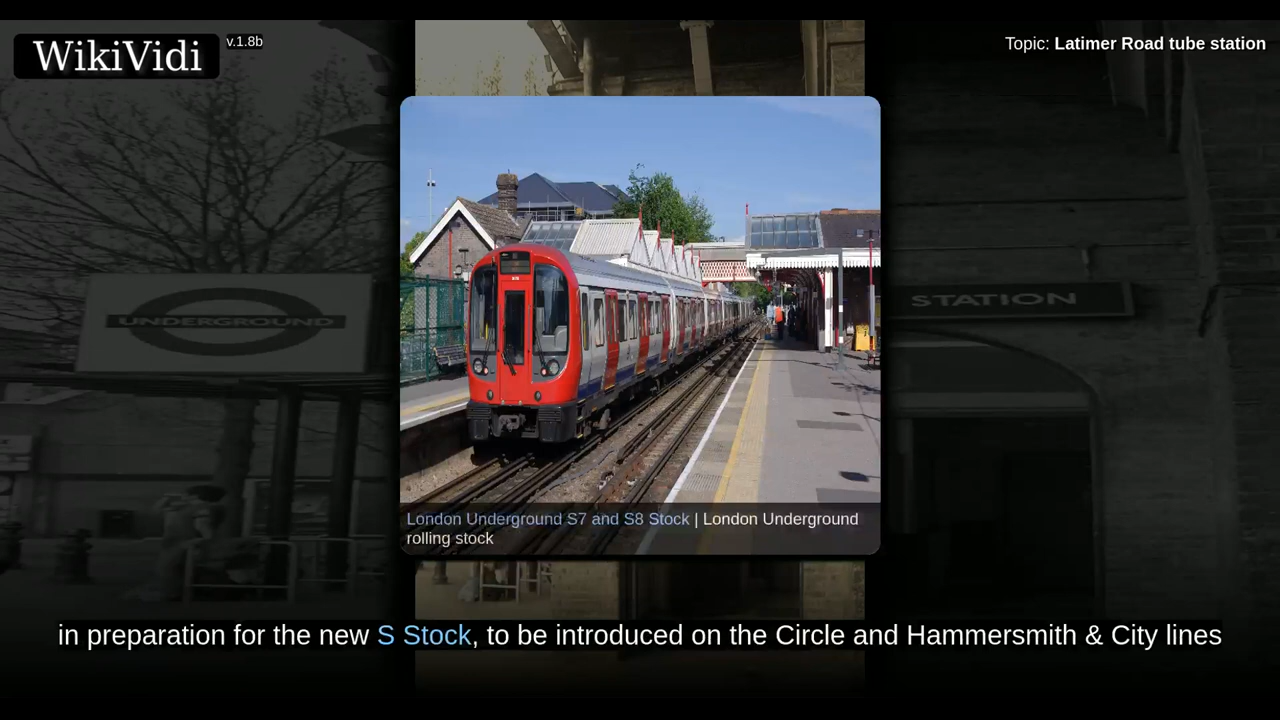 WikiVidi
v.1.8b
Topic: Latimer Road tube station
UNDERGROUND
STATION
London Underground S7 and S8 Stock | London Underground
rolling stock
in preparation for the new S Stock, to be introduced on the Circle and Hammersmith & City lines